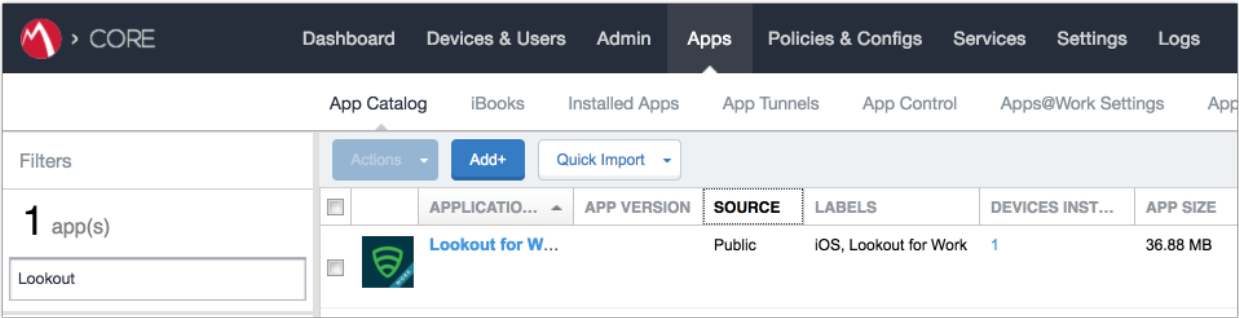 > CORE Dashboard Devices & Users Admin Apps Policies & Configs Services Settings Logs
App Catalog iBooks Installed Apps App Tunnels App Control Apps@Work Settings App
Filters
Actions Add+ Quick Import
1 app(s)
Lookout
APPLICATIO... APP VERSION SOURCE LABELS DEVICES INST... APP SIZE
Lookout for W... Public iOS, Lookout for Work 1 36.88 MB
WORK